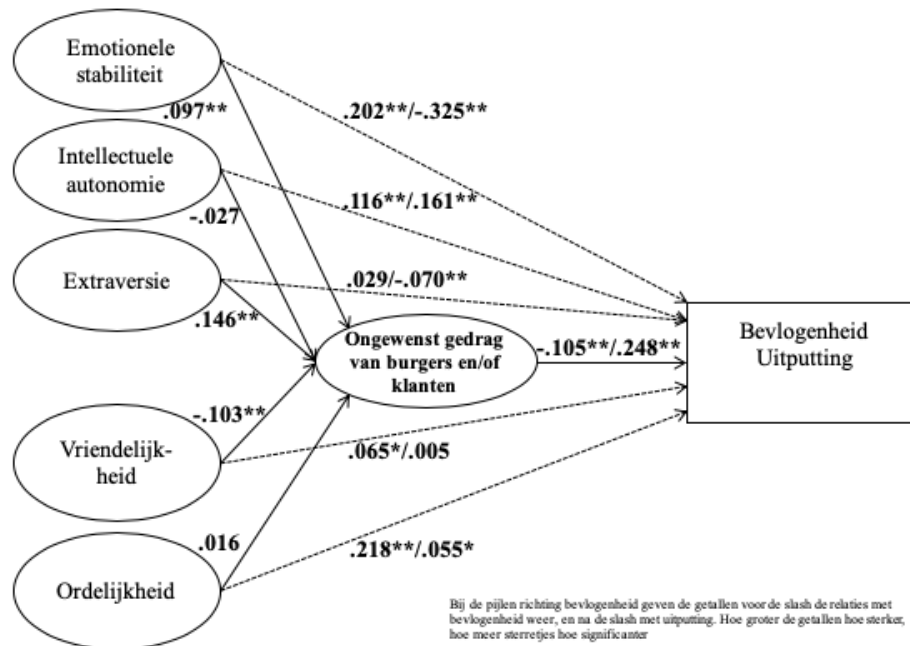 Emotionele
stabiliteit
.097**
.202**/-.325**
Intellectuele
autonomie
.116**/.161**
-.027
Extraversie
.029/-.070**
.146**
Ongewenst gedrag
van burgers en/of
klanten
-.105**/.248**
Bevlogenheid
Uitputting
-.103**
Vriendelijk-
heid
.065*/.005
.016
Ordelijkheid
.218**/.055*
Bij de pijlen richting bevlogenheid geven de getallen voor de slash de relaties met
bevlogenheid weer, en na de slash met uitputting. Hoe groter de getallen hoe sterker,
hoe meer sterretjes hoe significanter